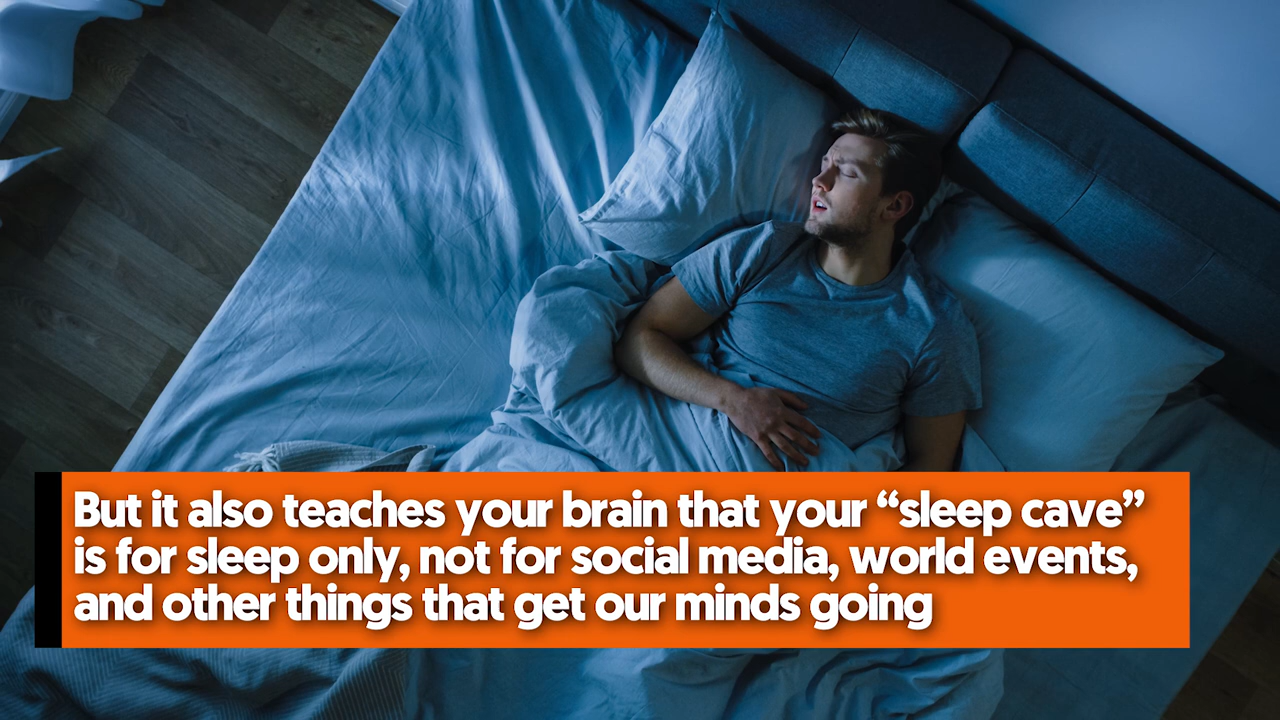 But it also teaches your brain that your “sleep cave”
is for sleep only, not for social media, world events,
and other things that get our minds going